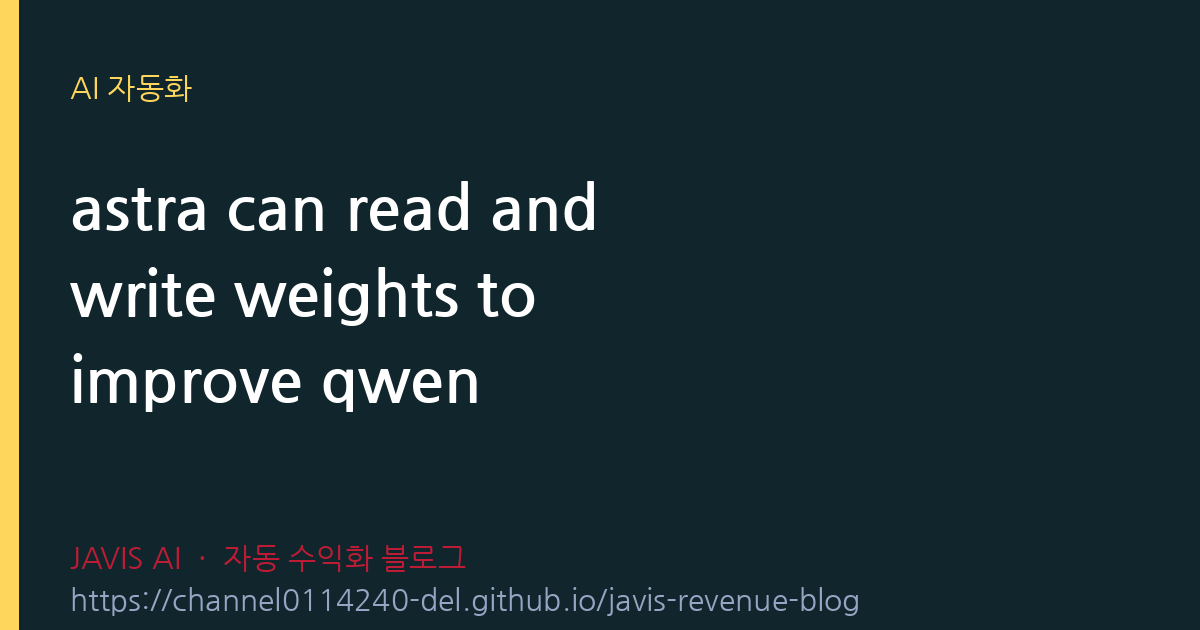 AI 자동화
astra can read and
write weights to
improve qwen
JAVIS AI · 자동 수익화 블로그
https://channel0114240-del.github.io/javis-revenue-blog